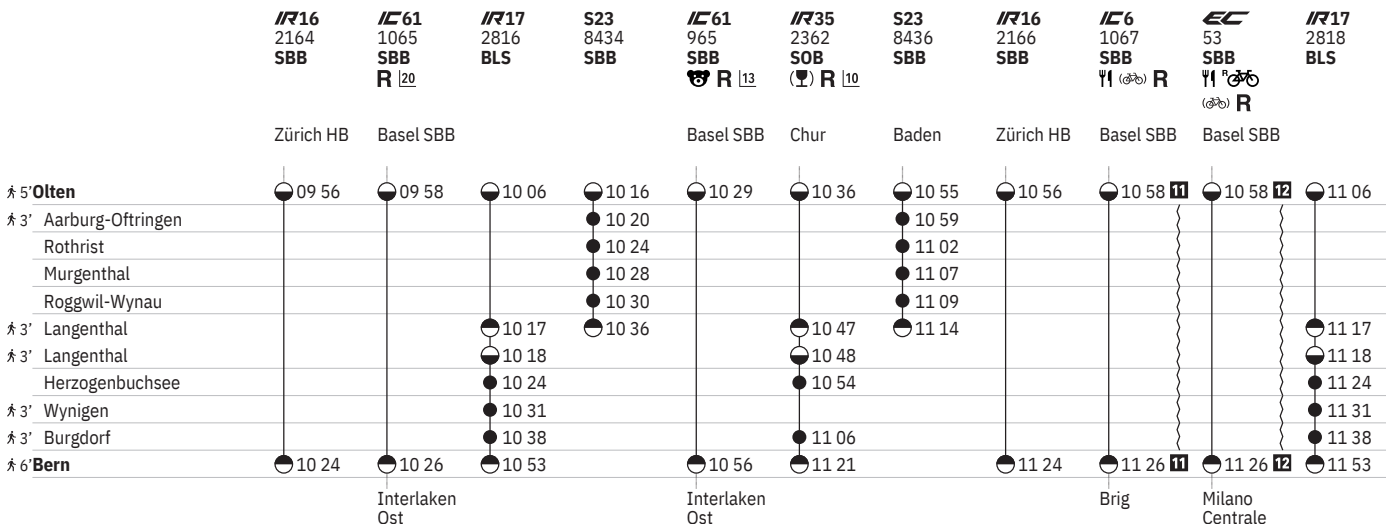 IR16 IC61 IR17 S23 IC61 IR35 S23 IR16 IC6 EC IR17
2164 1065 2816 8434 965 2362 8436 2166 1067 53 2818
SBB SBB BLS SBB SBB SOB SBB SBB SBB SBB BLS
R 20 R 13 R 10 R R
R
Zürich HB Basel SBB Basel SBB Chur Baden Zürich HB Basel SBB Basel SBB
5' Olten 09 56 09 58 10 06 10 16 10 29 10 36 10 55 10 56 10 58 11 10 58 12 11 06
3' Aarburg-Oftringen 10 20 10 59
Rothrist 10 24 11 02
Murgenthal 10 28 11 07
Roggwil-Wynau 10 30 11 09
3' Langenthal 10 17 10 36 10 47 11 14 11 17
3' Langenthal 10 18 10 48 11 18
Herzogenbuchsee 10 24 10 54 11 24
3' Wynigen 10 31 11 31
3' Burgdorf 10 38 11 06 11 38
6' Bern 10 24 10 26 10 53 10 56 11 21 11 24 11 26 11 11 26 12 11 53
Interlaken Interlaken Brig Milano
Ost Ost Centrale